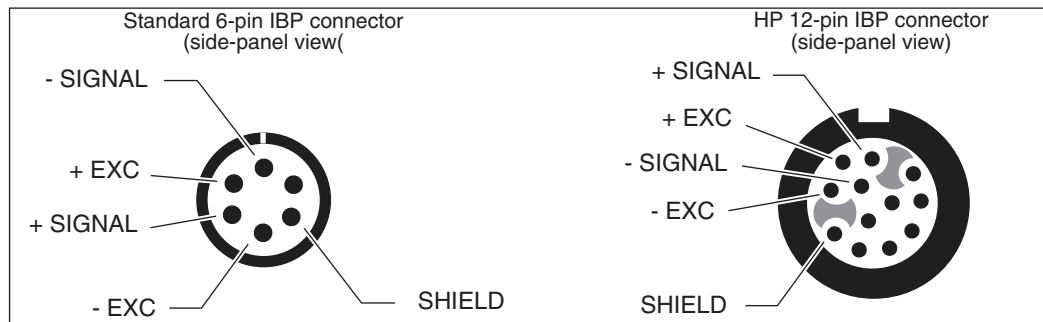 Standard 6-pin IBP connector
(side-panel view(
- SIGNAL
+ EXC
+ SIGNAL
- EXC
SHIELD
HP 12-pin IBP connector
(side-panel view)
+ SIGNAL
+ EXC
- SIGNAL
- EXC
SHIELD